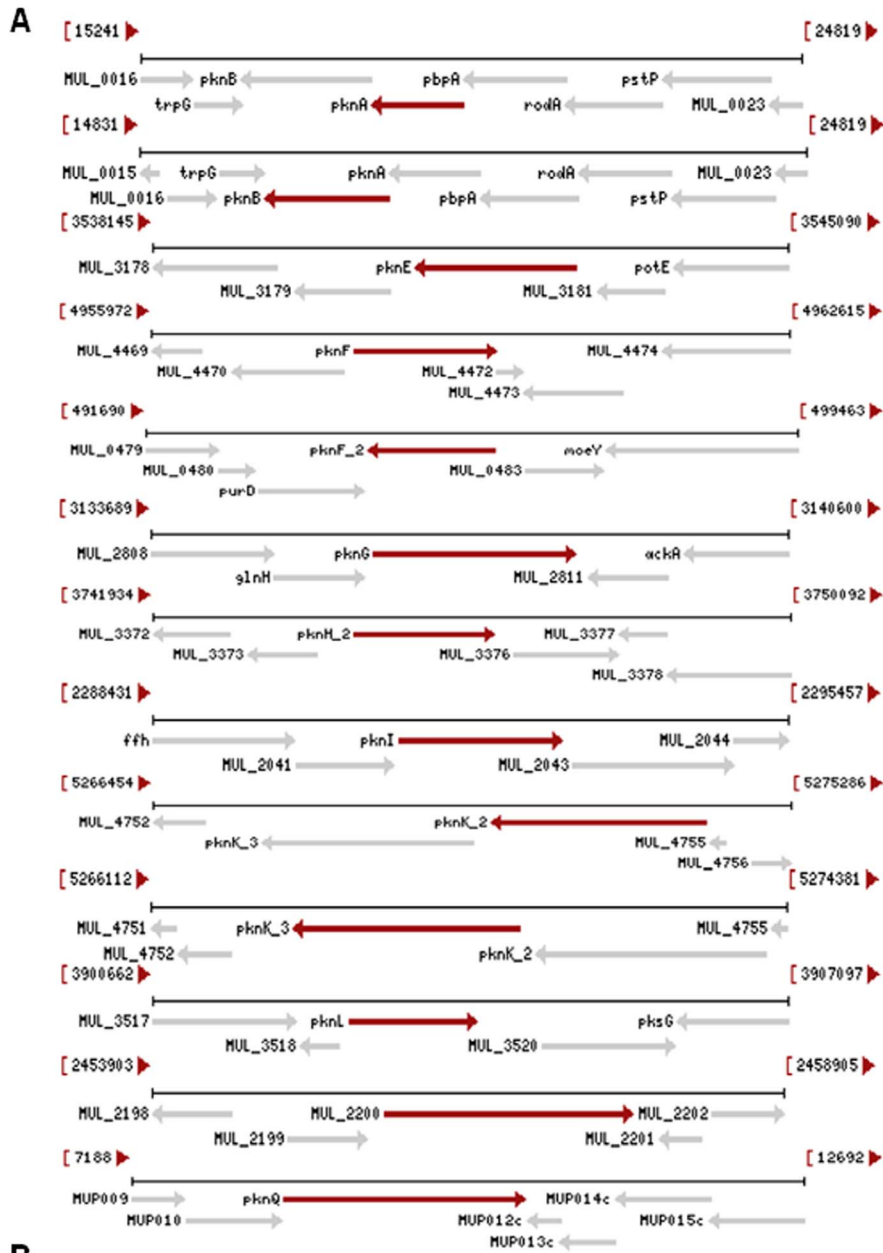 A
[ 15241 24819
MUL_0016 pknB pbpA pstP
trpG pknA rodA MUL_0023
[ 14831 [ 24819
MUL_0015 trpG pknA rodA MUL_0023
MUL_0016 pknB pbpA pstP
[ 3538145 [ 3545090
MUL_3178 pknE potE
MUL_3179 MUL_3181
[ 4955972 [ 4962615
MUL_4469 pknF MUL_4474
MUL_4470 MUL_4472
MUL_4473
[ 491690 [ 499463
MUL_0479 pknF_2 moeY
MUL_0480 MUL_0483
purD
[ 3133689 [ 3140600
MUL_2808 pknG ackA
glnH MUL_2811
[ 3741934 [ 3750092
MUL_3372 pknH_2 MUL_3377
MUL_3373 MUL_3376
MUL_3378
[ 2288431 [ 2295457
ffh pknI MUL_2044
MUL_2041 MUL_2043
[ 5266454 [ 5275286
MUL_4752 pknK_2
pknK_3 MUL_4755
MUL_4756
[ 5266112 [ 5274381
MUL_4751 pknK_3 MUL_4755
MUL_4752 pknK_2
[ 3900662 [ 3907097
MUL_3517 pknL pksG
MUL_3518 MUL_3520
[ 2453903 [ 2458905
MUL_2198 MUL_2200 MUL_2202
MUL_2199 MUL_2201
[ 7188 [ 12692
MUP009 pknQ MUP014c
MUP010 MUP012c MUP015c
MUP013c